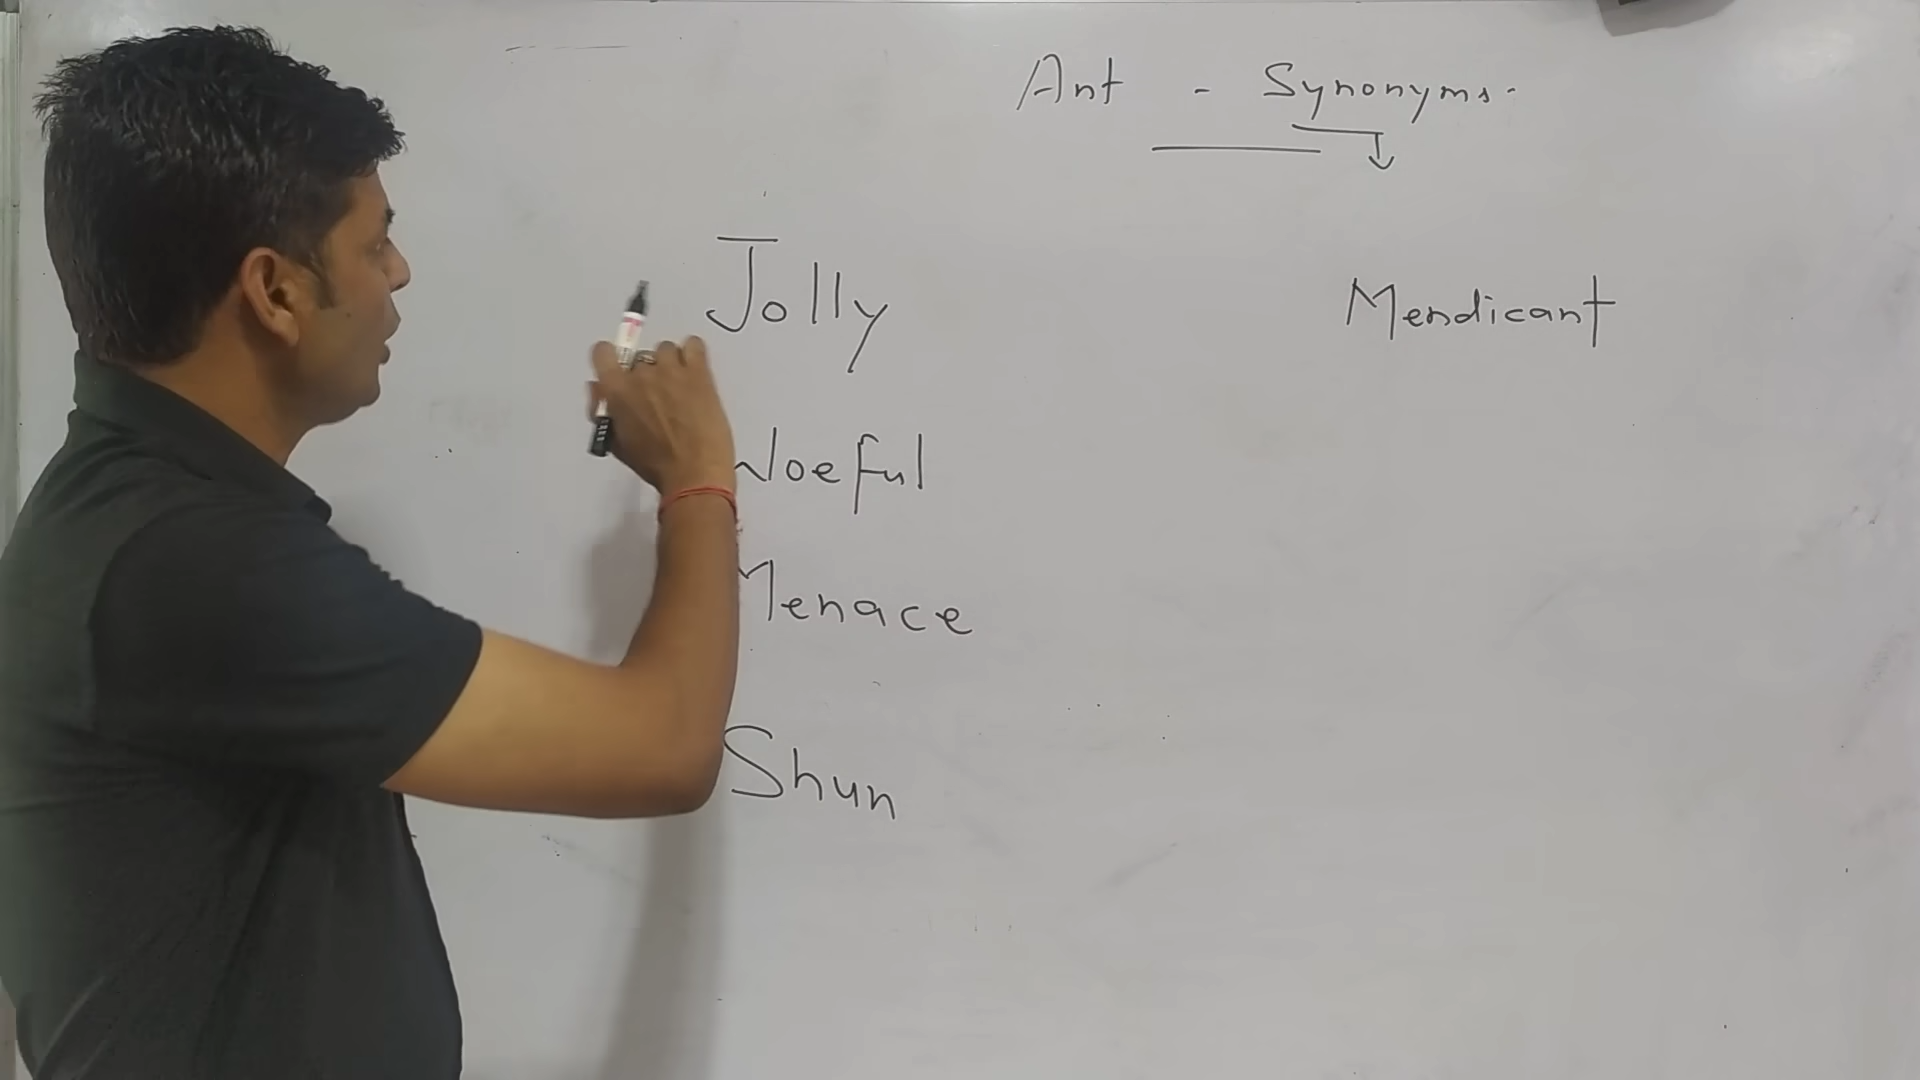 Ant - Synonyms.
Jolly
Mendicant
Woeful
Menace
Shun